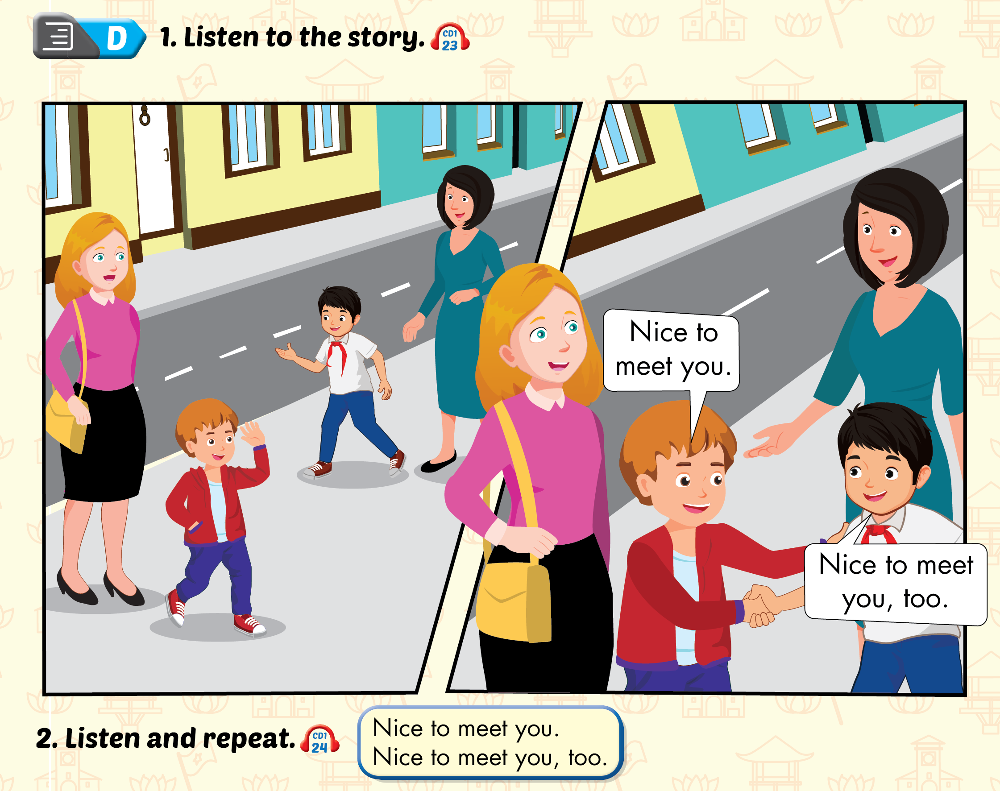 D
1. Listen to the story.
CD1
23
Nice to
meet you.
Nice to meet
you, too.
2. Listen and repeat.
CD1
24
Nice to meet you.
Nice to meet you, too.